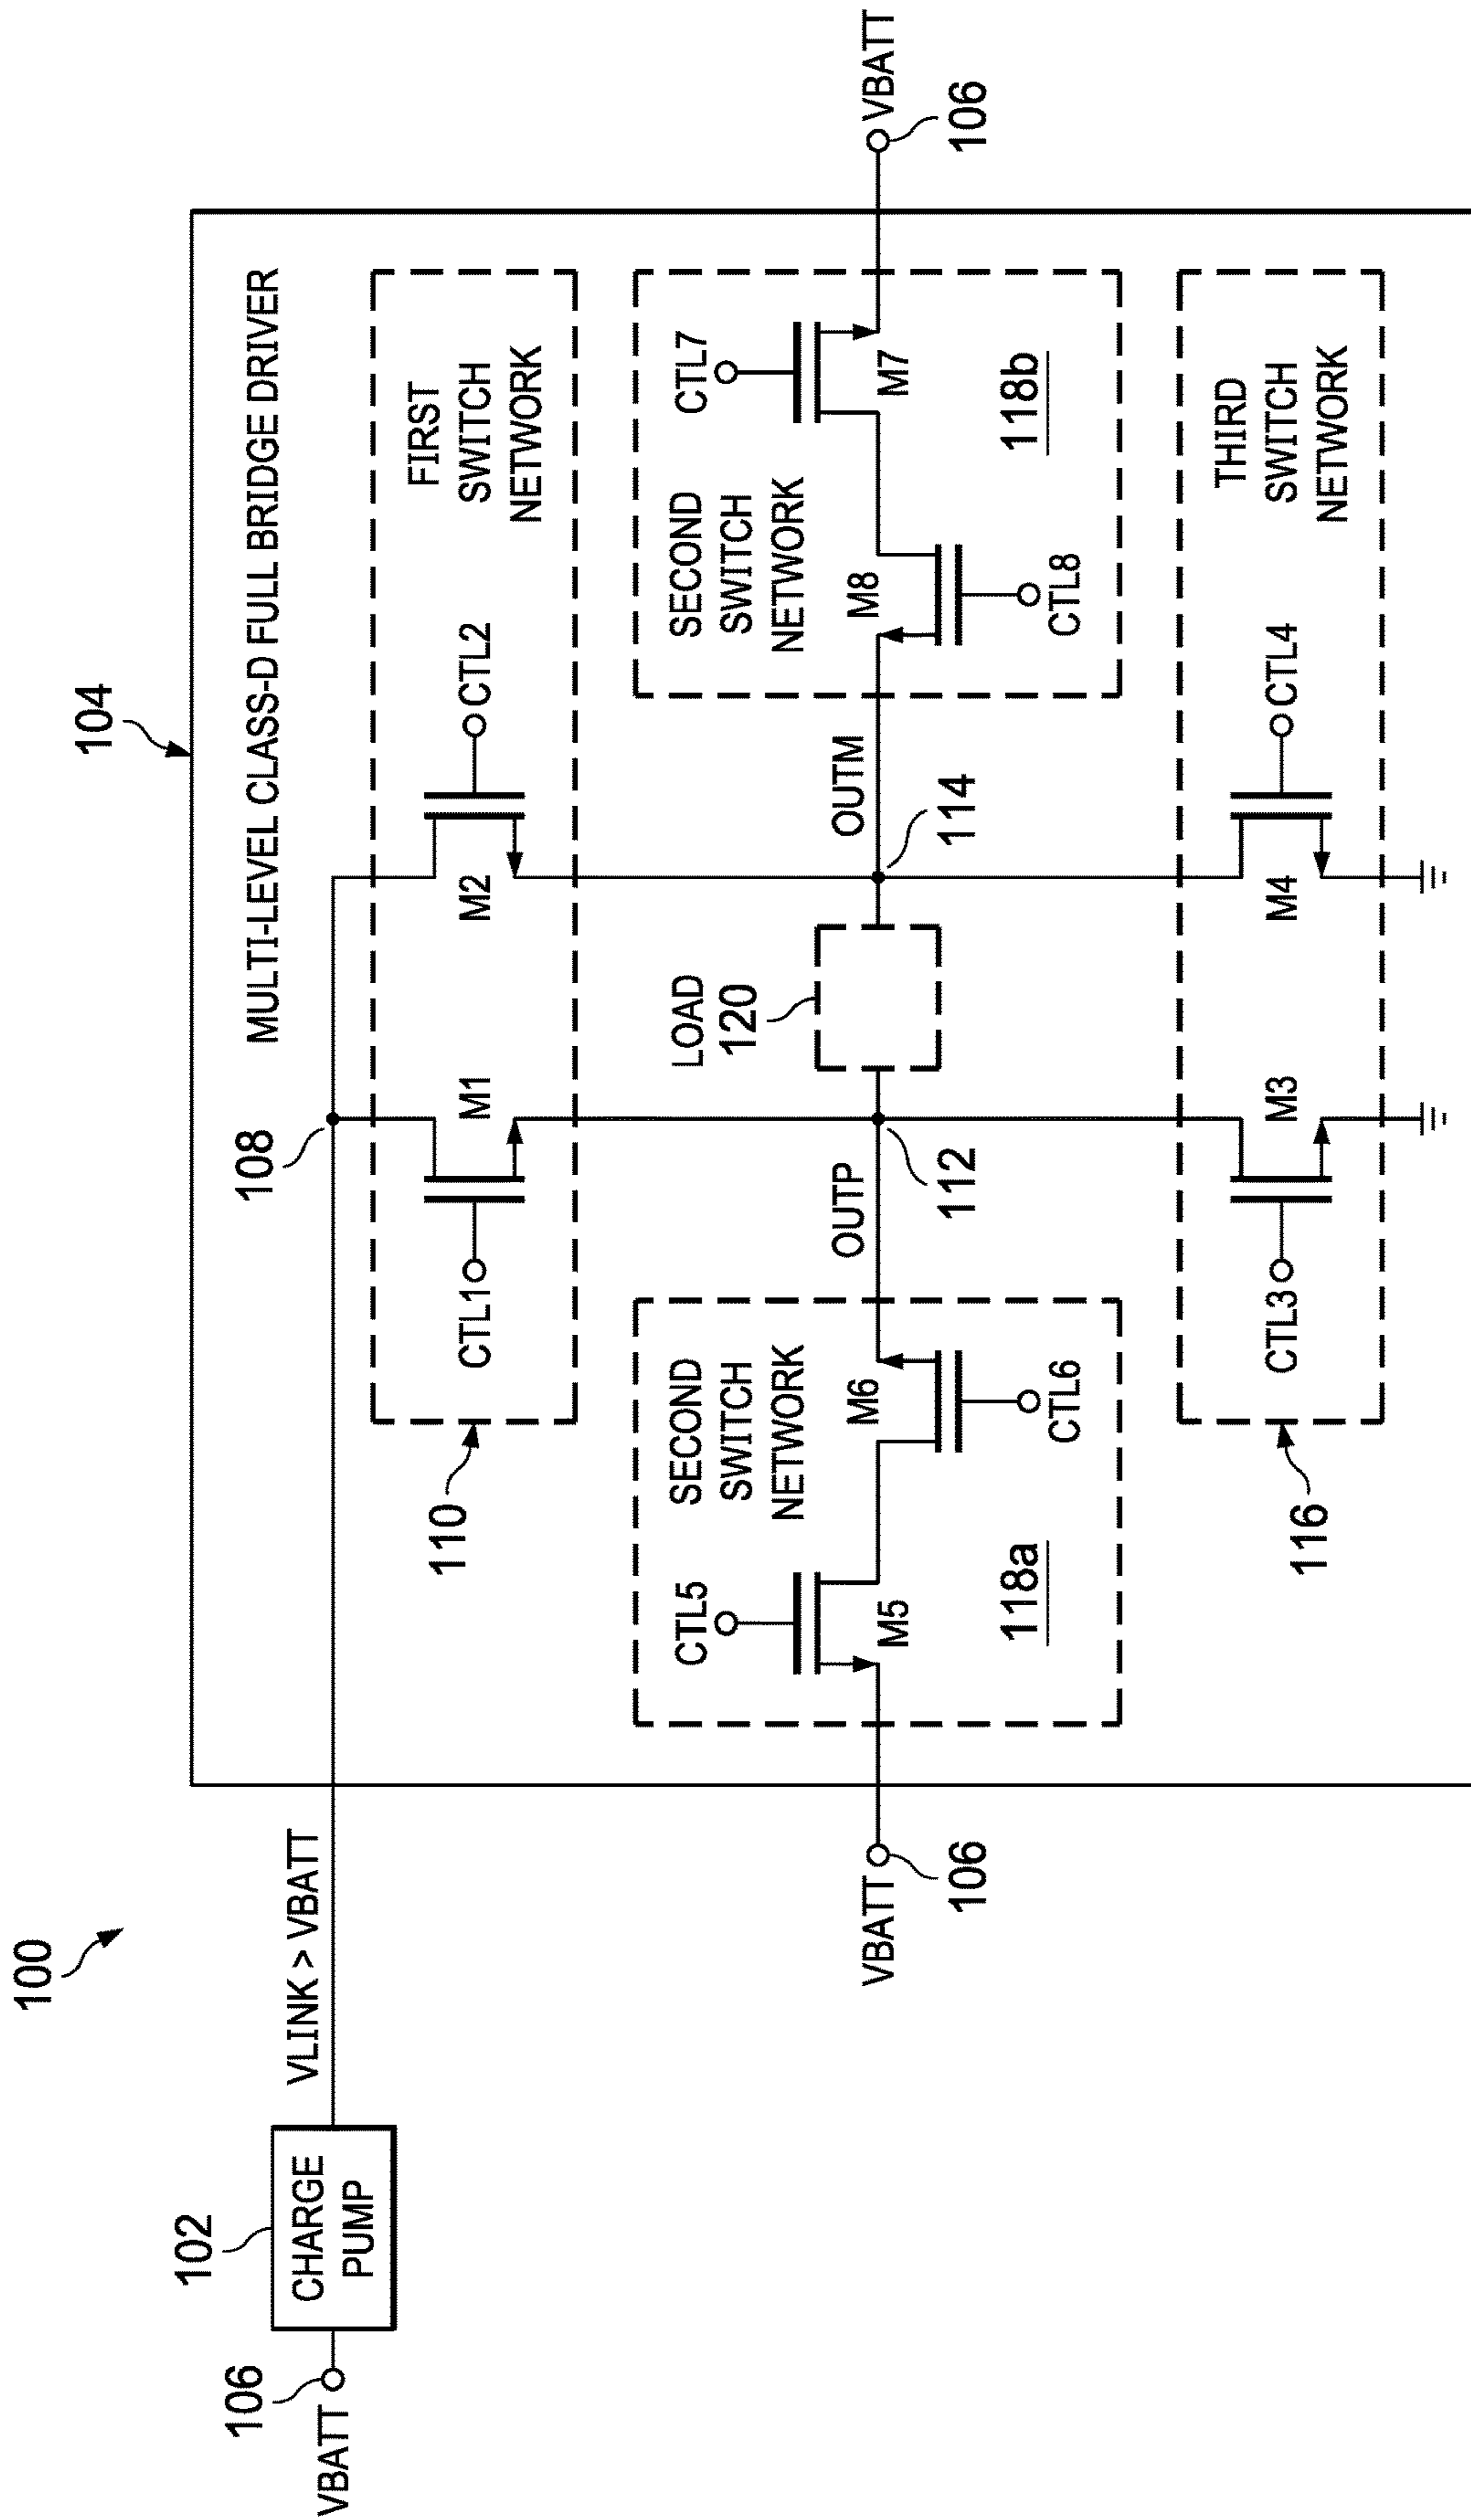 100
104
MULTI-LEVEL CLASS-D FULL BRIDGE DRIVER
102
CHARGE
PUMP
106
VBATT
VLINK > VBATT
108
110
FIRST
SWITCH
NETWORK
CTL1
M1
M2
CTL2
SECOND
SWITCH
NETWORK
CTL5
M5
M6
CTL6
118a
VBATT
106
OUTP
112
LOAD
120
OUTM
114
SECOND
SWITCH
NETWORK
CTL7
M8
M7
CTL8
118b
VBATT
106
116
CTL3
M3
M4
CTL4
THIRD
SWITCH
NETWORK